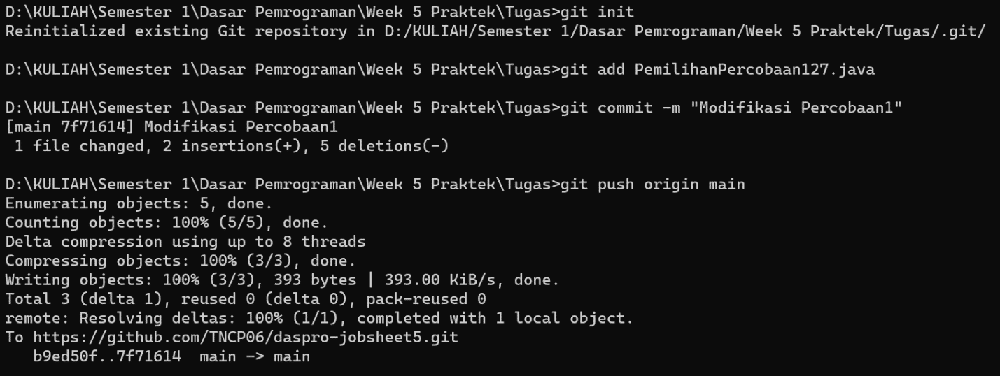 D:\KULIAH\Semester 1\Dasar Pemrograman\Week 5 Praktek\Tugas>git init
Reinitialized existing Git repository in D:/KULIAH/Semester 1/Dasar Pemrograman/Week 5 Praktek/Tugas/.git/
D:\KULIAH\Semester 1\Dasar Pemrograman\Week 5 Praktek\Tugas>git add PemilihanPercobaan127.java
D:\KULIAH\Semester 1\Dasar Pemrograman\Week 5 Praktek\Tugas>git commit -m "Modifikasi Percobaan1"
[main 7f71614] Modifikasi Percobaan1
 1 file changed, 2 insertions(+), 5 deletions(-)
D:\KULIAH\Semester 1\Dasar Pemrograman\Week 5 Praktek\Tugas>git push origin main
Enumerating objects: 5, done.
Counting objects: 100% (5/5), done.
Delta compression using up to 8 threads
Compressing objects: 100% (3/3), done.
Writing objects: 100% (3/3), 393 bytes | 393.00 KiB/s, done.
Total 3 (delta 1), reused 0 (delta 0), pack-reused 0
remote: Resolving deltas: 100% (1/1), completed with 1 local object.
To https://github.com/TNCP06/daspro-jobsheet5.git
   b9ed50f..7f71614  main -> main